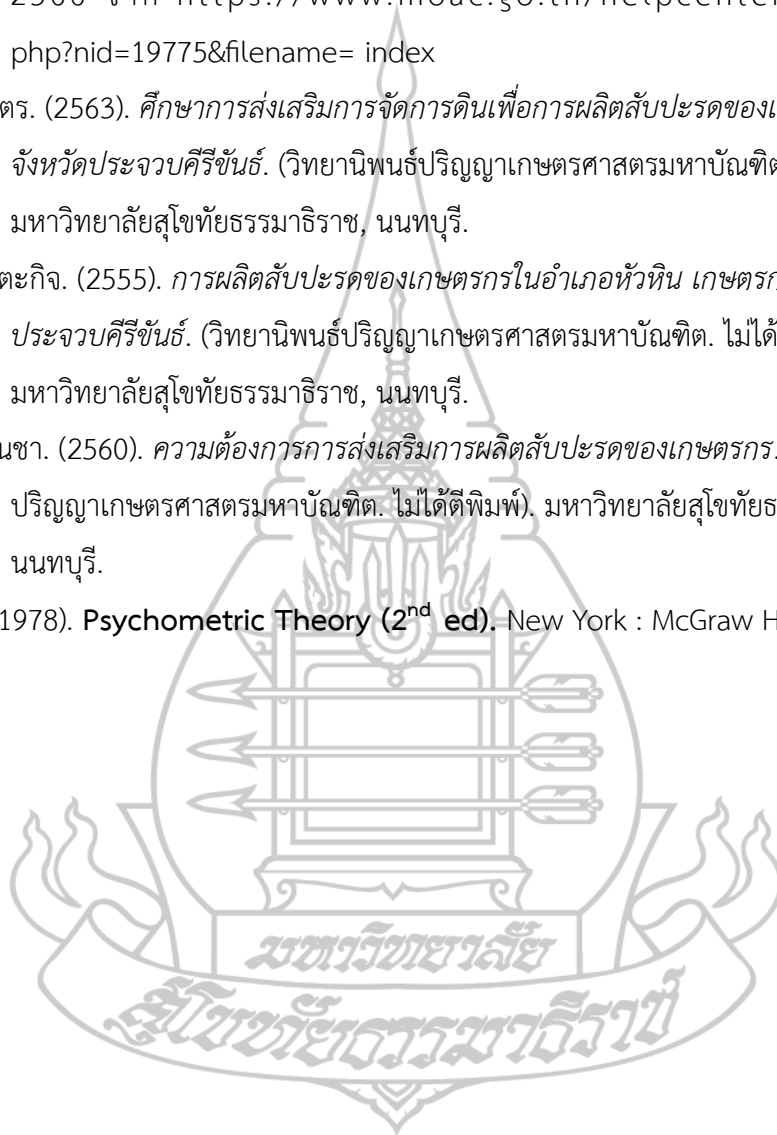 php?nid=19775&filename= index
ตร. (2563). ศึกษาการส่งเสริมการจัดการดินเพื่อการผลิตสับปะรดของเ
จังหวัดประจวบคีรีขันธ์. (วิทยานิพนธ์ปริญญาเกษตรศาสตรมหาบัณฑิต
มหาวิทยาลัยสุโขทัยธรรมาธิราช, นนทบุรี.
ตะกิจ. (2555). การผลิตสับปะรดของเกษตรกรในอำเภอหัวหิน เกษตรก
ประจวบคีรีขันธ์. (วิทยานิพนธ์ปริญญาเกษตรศาสตรมหาบัณฑิต. ไม่ได้
มหาวิทยาลัยสุโขทัยธรรมาธิราช, นนทบุรี.
นชา. (2560). ความต้องการการส่งเสริมการผลิตสับปะรดของเกษตรกร.
ปริญญาเกษตรศาสตรมหาบัณฑิต. ไม่ได้ตีพิมพ์). มหาวิทยาลัยสุโขทัยธร
นนทบุรี.
1978). Psychometric Theory (2nd ed). New York : McGraw H
มหาวิทยาลัย
สุโขทัยธรรมาธิราช